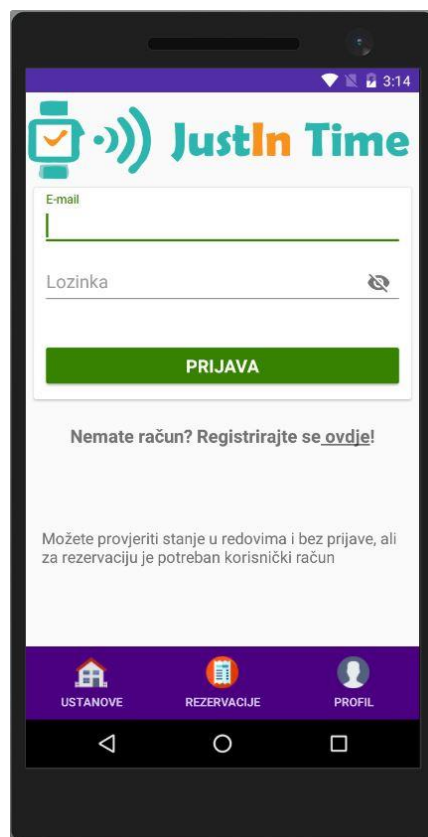 3:14
JustIn Time
E-mail
Lozinka
PRIJAVA
Nemate račun? Registrirajte se ovdje!
Možete provjeriti stanje u redovima i bez prijave, ali
za rezervaciju je potreban korisnički račun
USTANOVE REZERVACIJE PROFIL